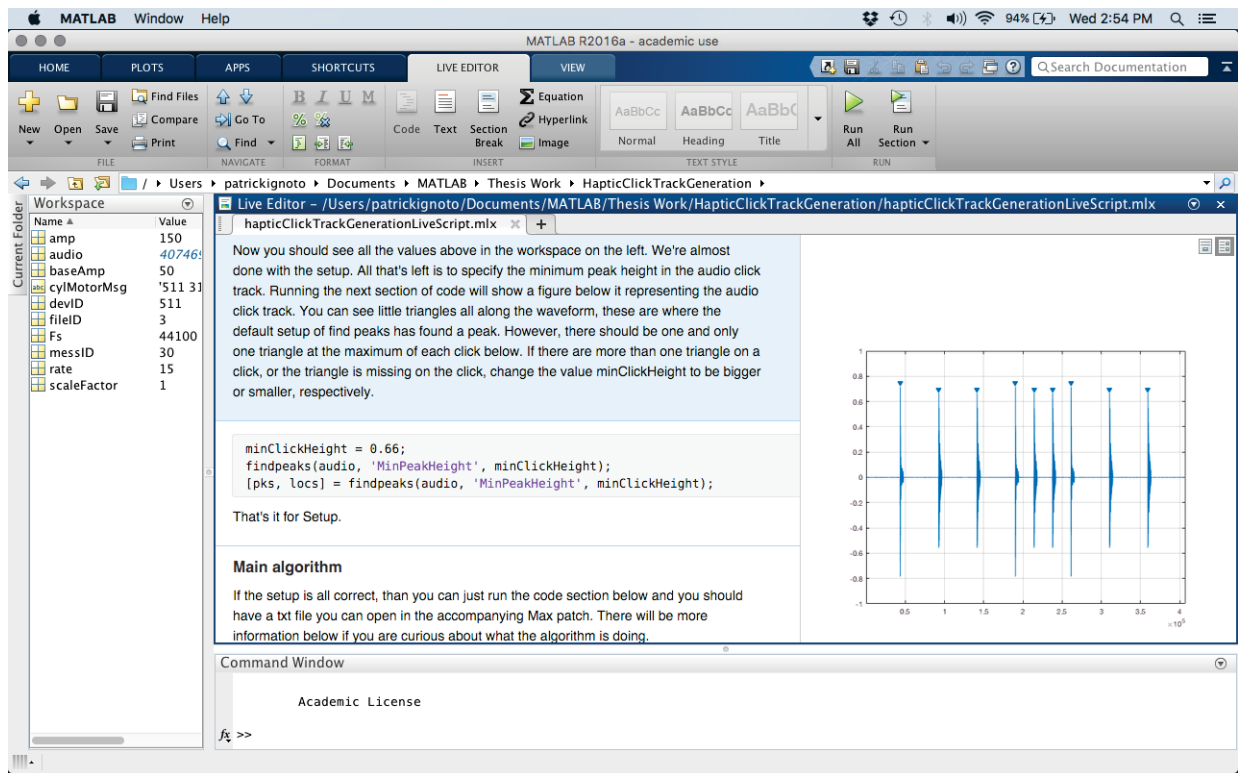 MATLAB Window Help 94% Wed 2:54 PM
MATLAB R2016a - academic use
HOME PLOTS APPS SHORTCUTS LIVE EDITOR VIEW Search Documentation
New Open Save Find Files Compare Print
FILE
Go To Find
NAVIGATE
B I U M
FORMAT
Code Text Section Break Equation Hyperlink Image
INSERT
AaBbCc AaBbCc AaBbC
Normal Heading Title
TEXT STYLE
Run All Run Section
RUN
/ Users patrickignoto Documents MATLAB Thesis Work HapticClickTrackGeneration
Current Folder
Workspace
Name Value
amp 150
audio 407469
baseAmp 50
abc cylMotorMsg '511 31
devID 511
fileID 3
Fs 44100
messID 30
rate 15
scaleFactor 1
Live Editor - /Users/patrickignoto/Documents/MATLAB/Thesis Work/HapticClickTrackGeneration/hapticClickTrackGenerationLiveScript.mlx
hapticClickTrackGenerationLiveScript.mlx
Now you should see all the values above in the workspace on the left. We're almost
done with the setup. All that's left is to specify the minimum peak height in the audio click
track. Running the next section of code will show a figure below it representing the audio
click track. You can see little triangles all along the waveform, these are where the
default setup of find peaks has found a peak. However, there should be one and only
one triangle at the maximum of each click below. If there are more than one triangle on a
click, or the triangle is missing on the click, change the value minClickHeight to be bigger
or smaller, respectively.
minClickHeight = 0.66;
findpeaks(audio, 'MinPeakHeight', minClickHeight);
[pks, locs] = findpeaks(audio, 'MinPeakHeight', minClickHeight);
That's it for Setup.
Main algorithm
If the setup is all correct, than you can just run the code section below and you should
have a txt file you can open in the accompanying Max patch. There will be more
information below if you are curious about what the algorithm is doing.
1
0.8
0.6
0.4
0.2
0
-0.2
-0.4
-0.6
-0.8
-1
0.5 1 1.5 2 2.5 3 3.5 4
×10⁵
Command Window
Academic License
fx >>